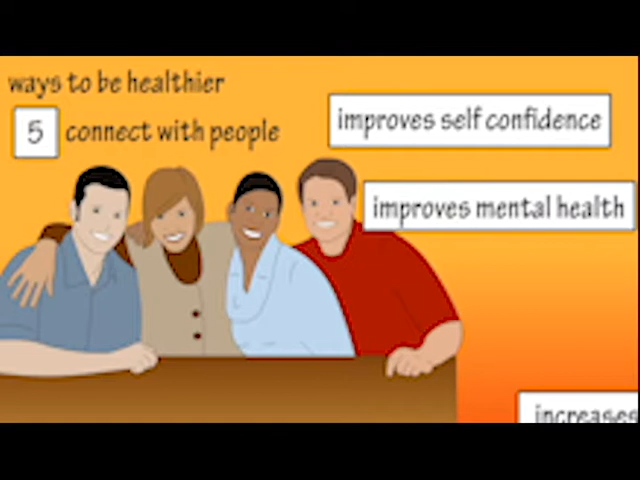 ways to be healthier
5 connect with people
improves self confidence
improves mental health
increases